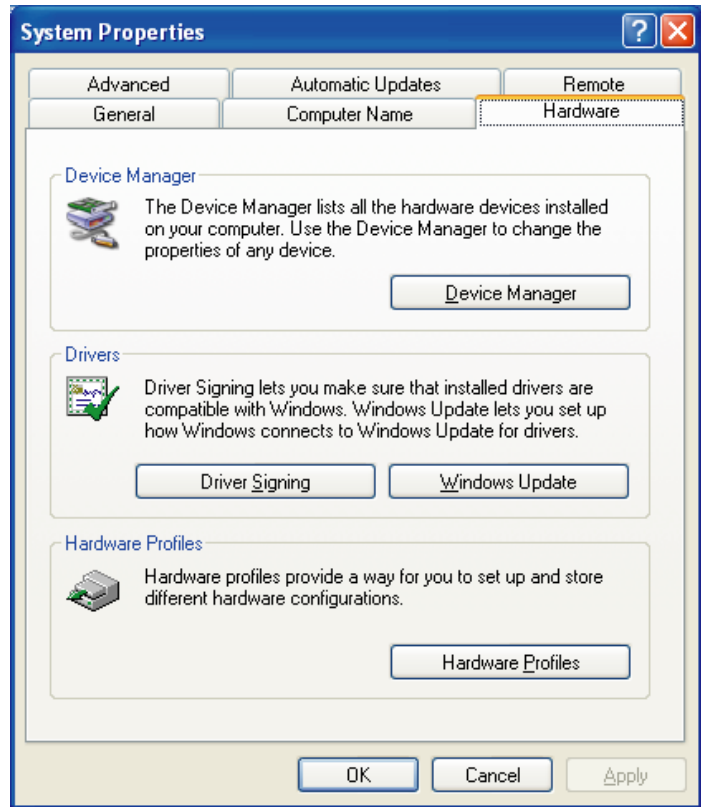 System Properties
Advanced Automatic Updates Remote
General Computer Name Hardware
Device Manager
The Device Manager lists all the hardware devices installed
on your computer. Use the Device Manager to change the
properties of any device.
Device Manager
Drivers
Driver Signing lets you make sure that installed drivers are
compatible with Windows. Windows Update lets you set up
how Windows connects to Windows Update for drivers.
Driver Signing Windows Update
Hardware Profiles
Hardware profiles provide a way for you to set up and store
different hardware configurations.
Hardware Profiles
OK Cancel Apply